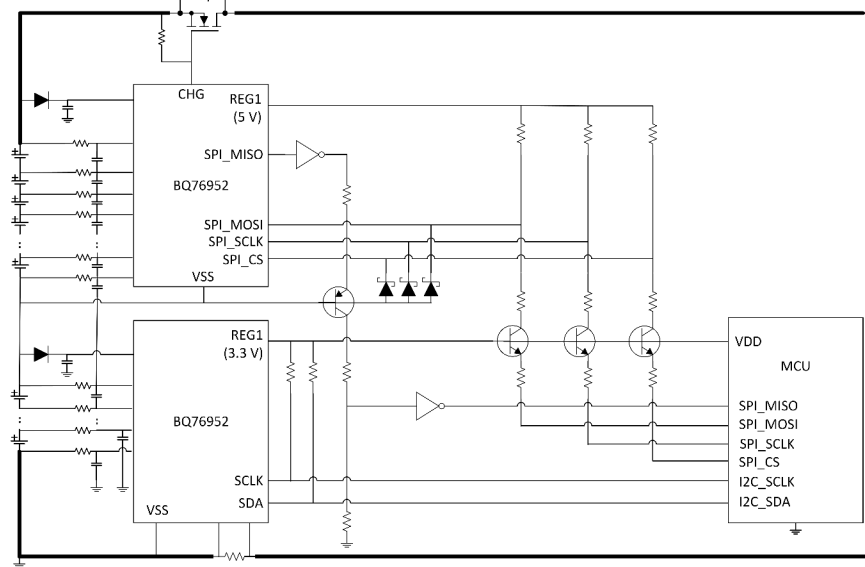 CHG
REG1
(5 V)
SPI_MISO
BQ76952
SPI_MOSI
SPI_SCLK
SPI_CS
VSS
REG1
(3.3 V)
BQ76952
SCLK
SDA
VSS
VDD
MCU
SPI_MISO
SPI_MOSI
SPI_SCLK
SPI_CS
I2C_SCLK
I2C_SDA